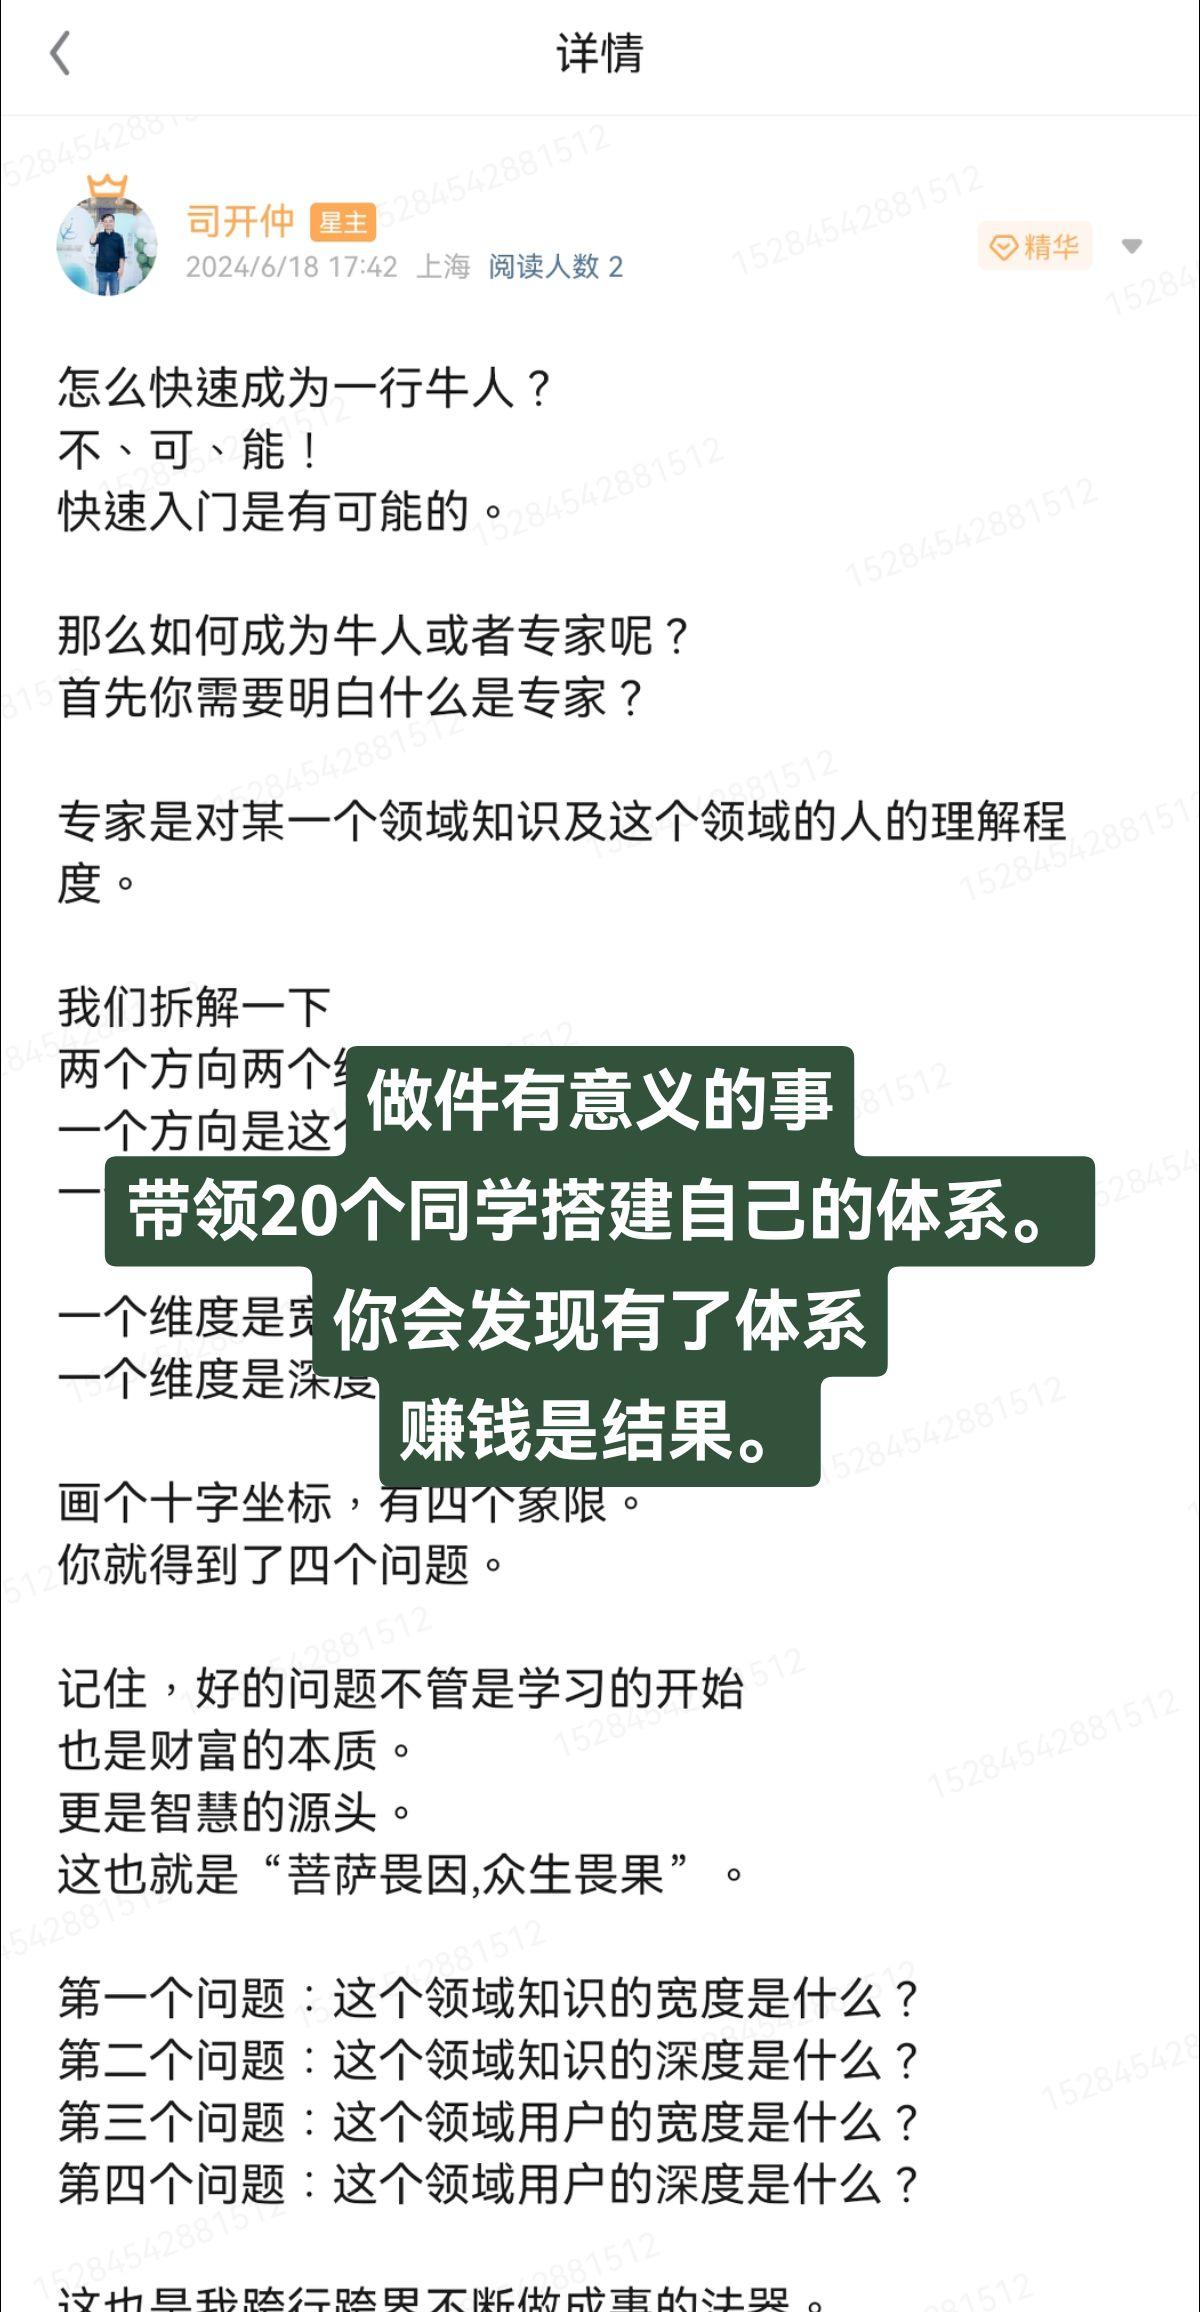 详情
司开仲 星主
2024/6/18 17:42 上海 阅读人数 2
精华
怎么快速成为一行牛人？
不、可、能！
快速入门是有可能的。
那么如何成为牛人或者专家呢？
首先你需要明白什么是专家？
专家是对某一个领域知识及这个领域的人的理解程
度。
我们拆解一下
两个方向两个
一个方向是这
做件有意义的事
带领20个同学搭建自己的体系。
你会发现有了体系
赚钱是结果。
一个维度是宽
一个维度是深度
画个十字坐标，有四个象限。
你就得到了四个问题。
记住，好的问题不管是学习的开始
也是财富的本质。
更是智慧的源头。
这也就是“菩萨畏因,众生畏果”。
第一个问题：这个领域知识的宽度是什么？
第二个问题：这个领域知识的深度是什么？
第三个问题：这个领域用户的宽度是什么？
第四个问题：这个领域用户的深度是什么？
这也是我跨行跨界不断做成事的法器。
15284542881512